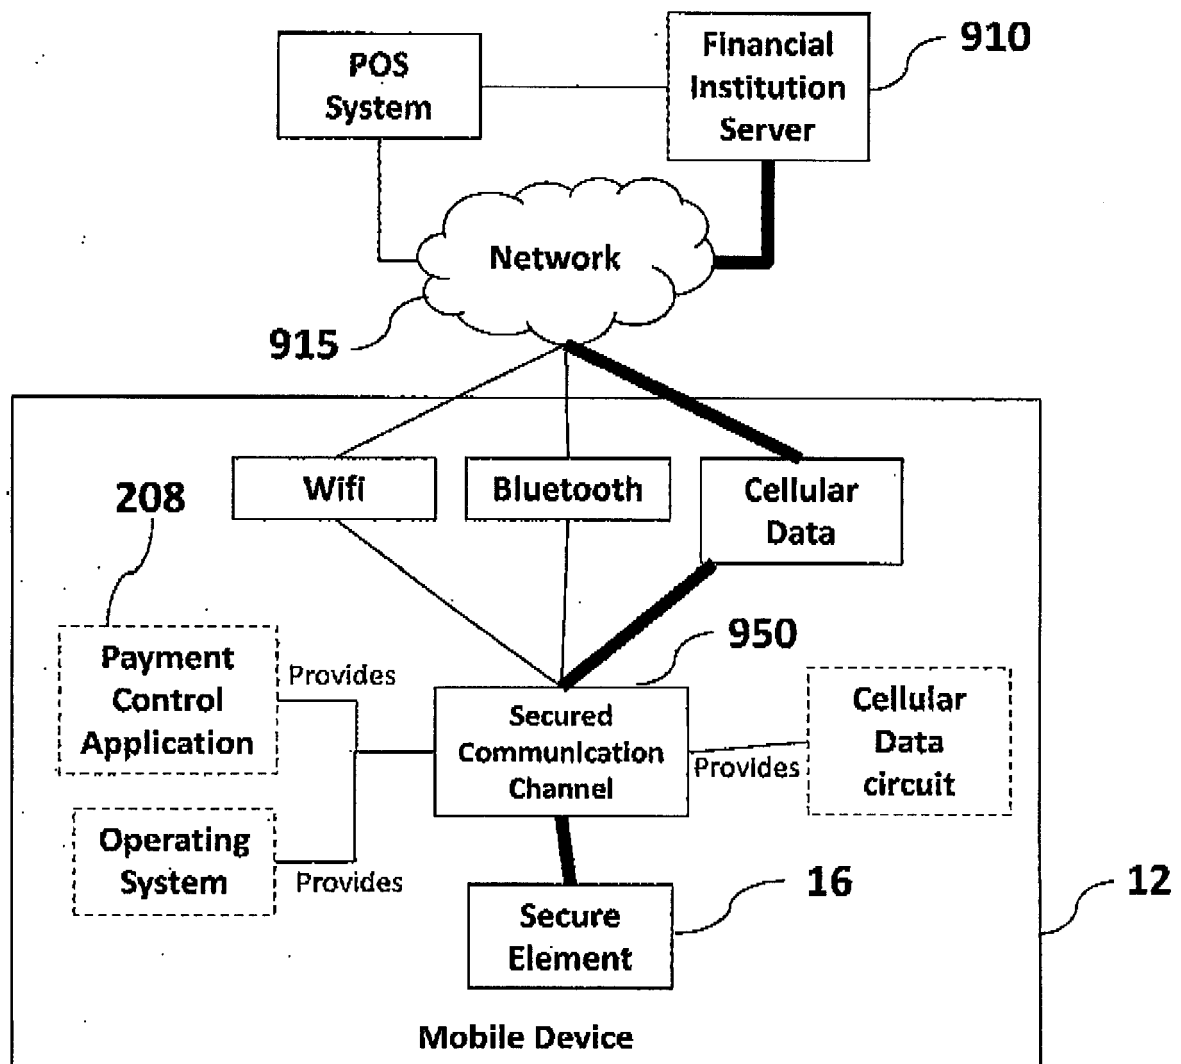 POS
System
Financial
Institution
Server
910
Network
915
Wifi
Bluetooth
Cellular
Data
208
Payment
Control
Application
Provides
950
Secured
Communication
Channel
Provides
Cellular
Data
circuit
Operating
System
Provides
Secure
Element
16
12
Mobile Device